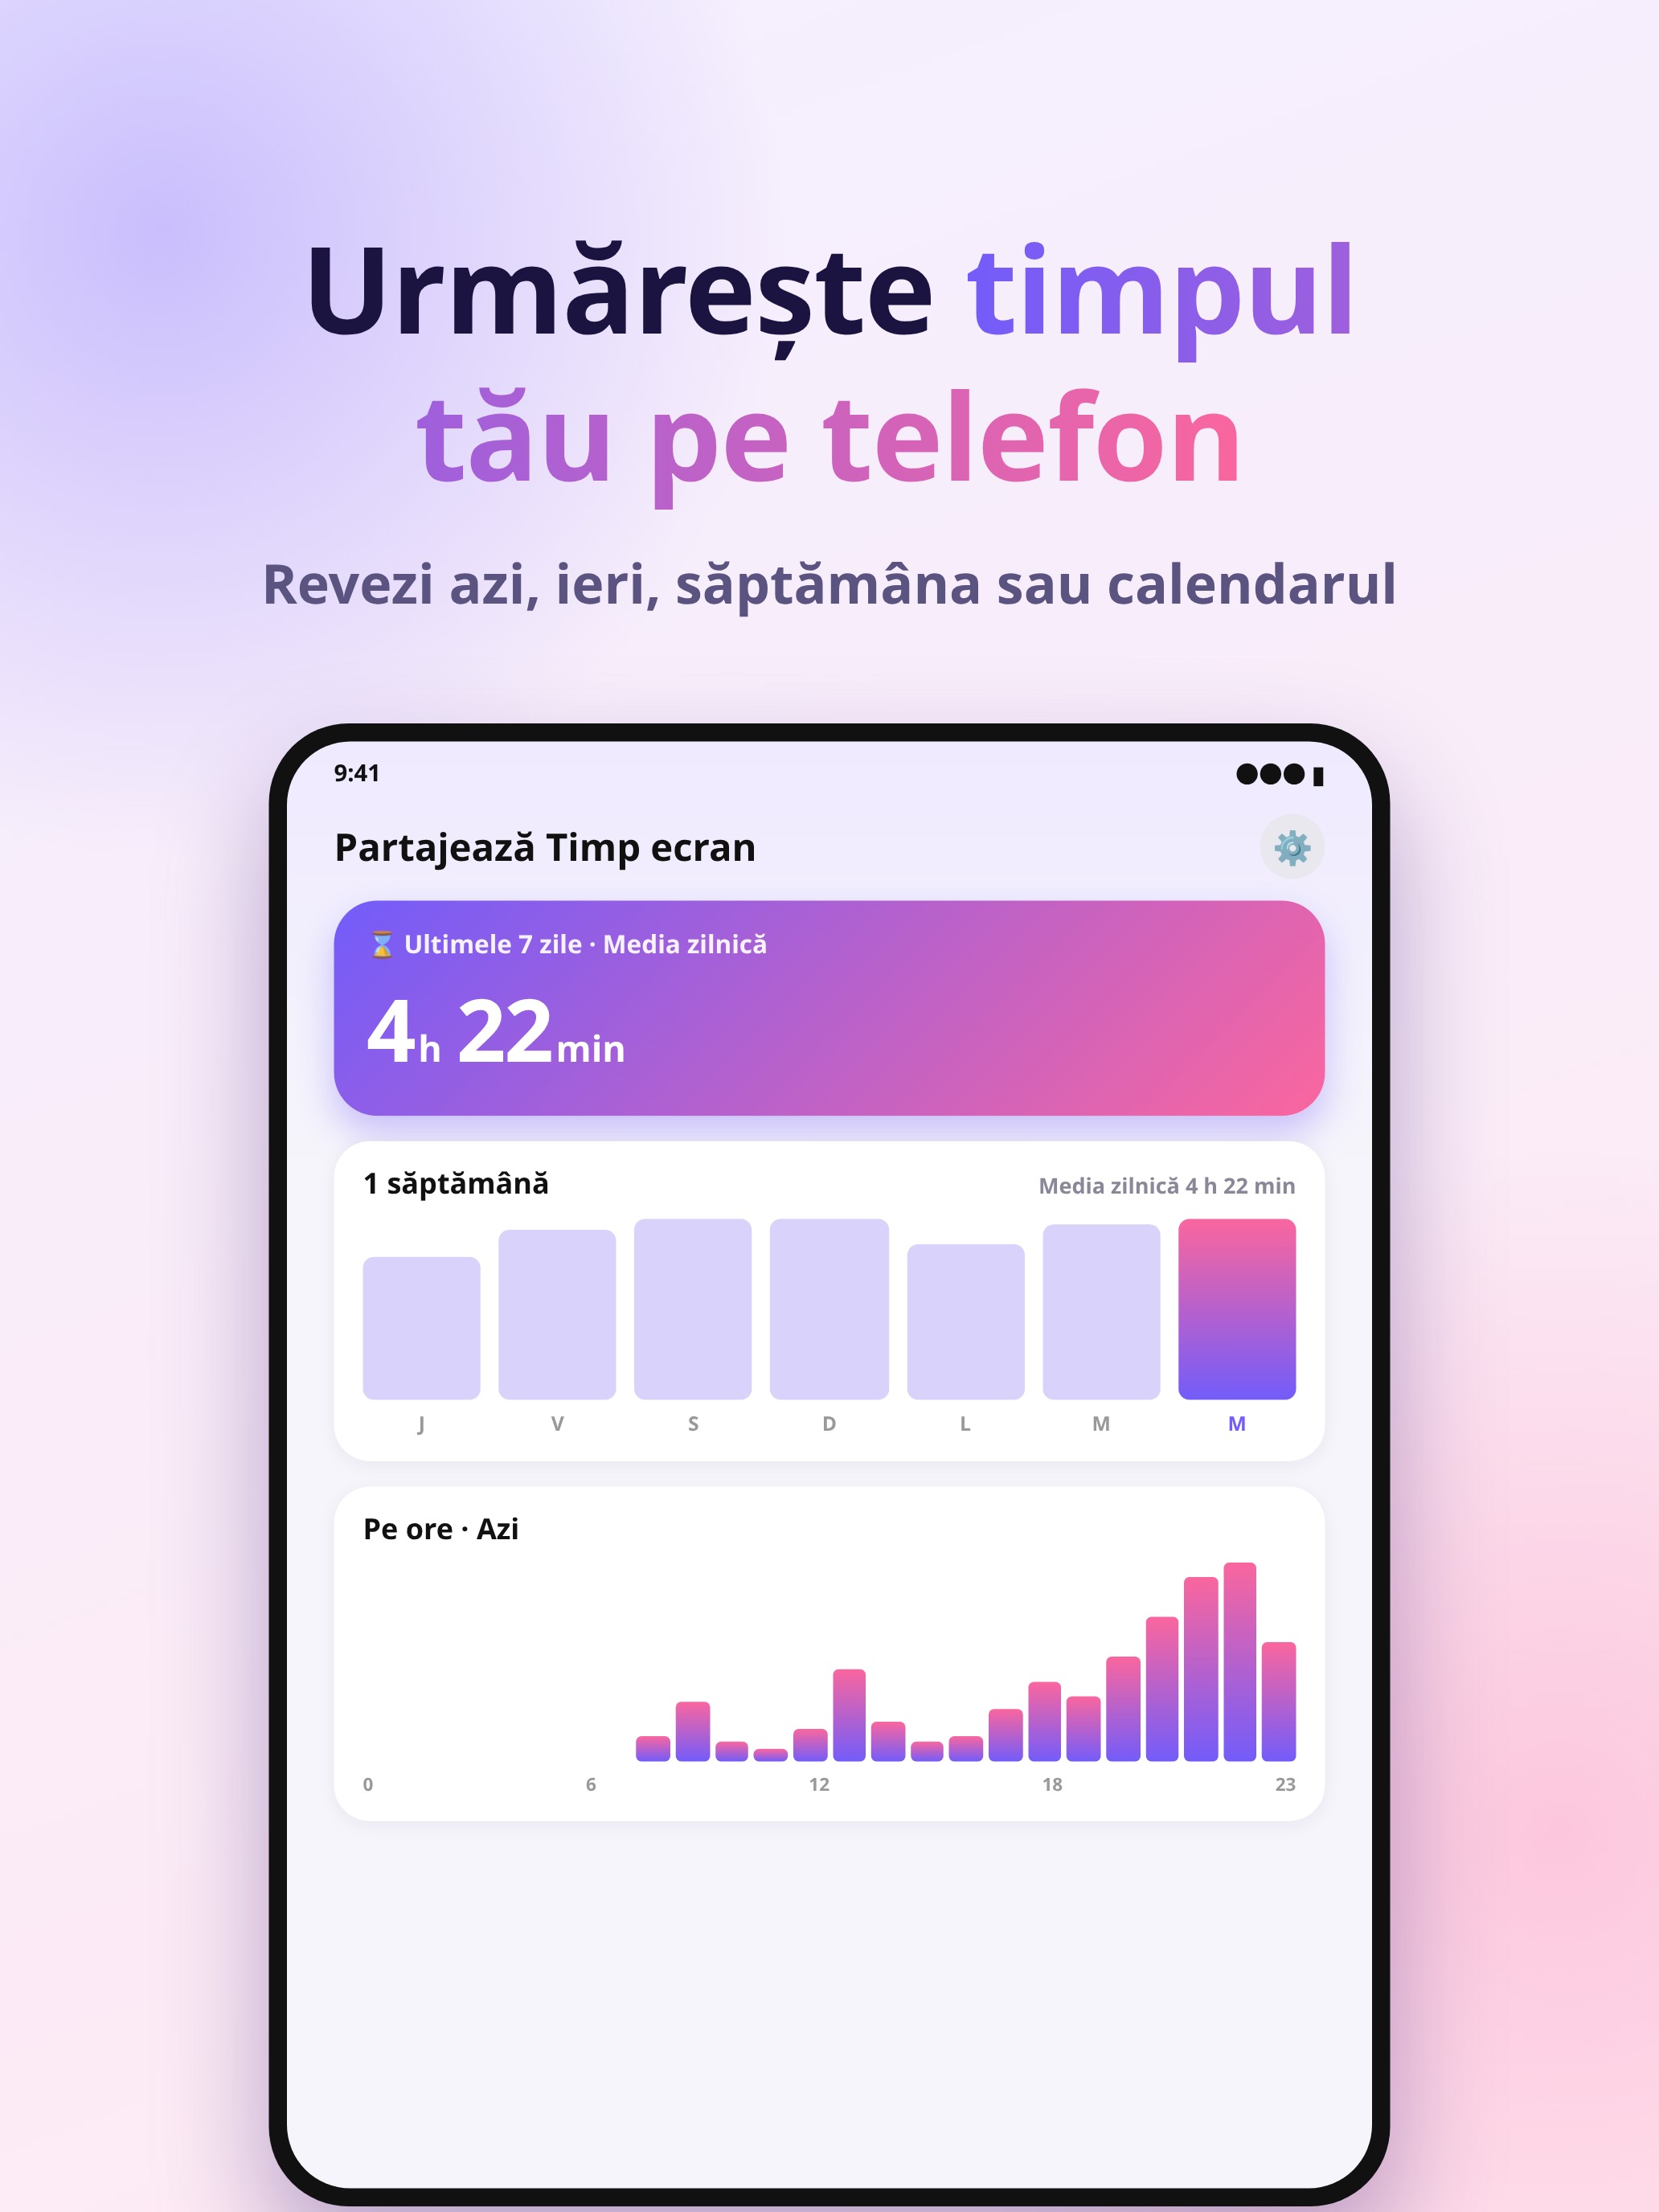 Urmărește timpul
tău pe telefon
Revezi azi, ieri, săptămâna sau calendarul
9:41
Partajează Timp ecran
Ultimele 7 zile · Media zilnică
4h 22min
1 săptămână
Media zilnică 4 h 22 min
J V S D L M M
Pe ore · Azi
0 6 12 18 23